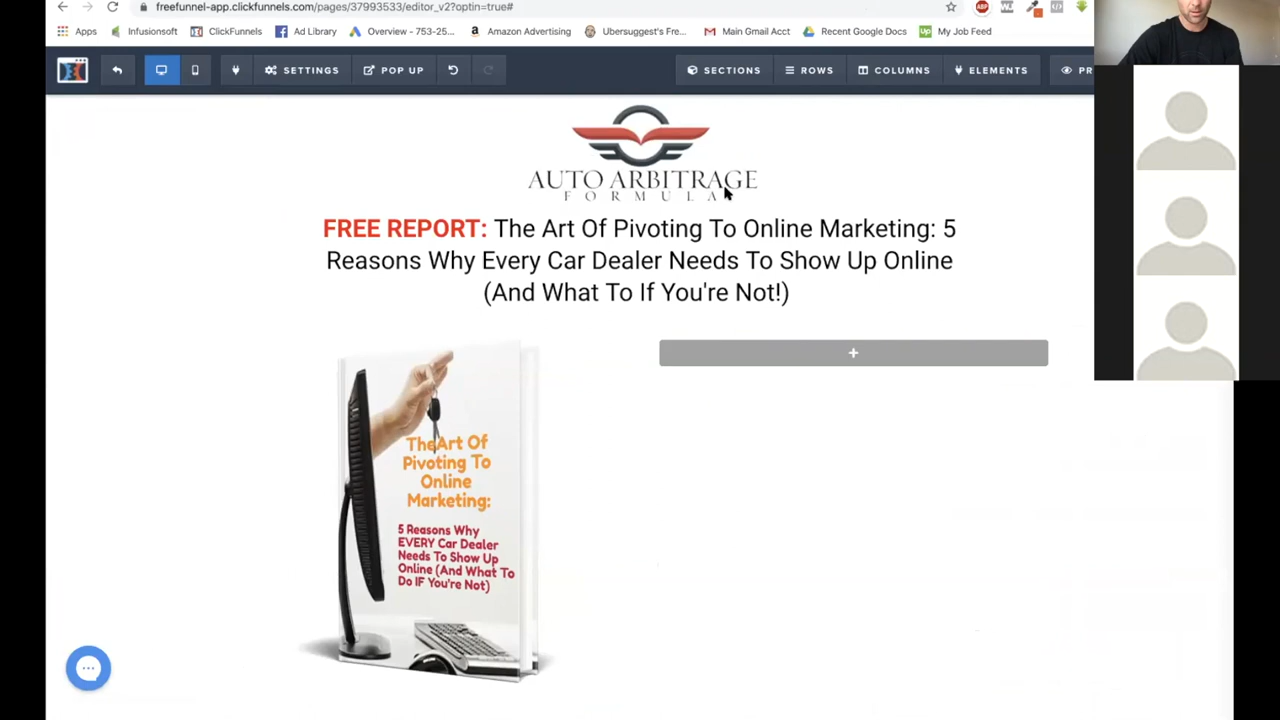 freefunnel-app.clickfunnels.com/pages/37993533/editor_v2?optin=true#
Apps Infusionsoft ClickFunnels Ad Library Overview - 753-25... Amazon Advertising Ubersuggest's Fre... Main Gmail Acct Recent Google Docs My Job Feed
SETTINGS POP UP SECTIONS ROWS COLUMNS ELEMENTS PR
AUTO ARBITRAGE
FORMULA
FREE REPORT: The Art Of Pivoting To Online Marketing: 5
Reasons Why Every Car Dealer Needs To Show Up Online
(And What To If You're Not!)
+
The Art Of
Pivoting To
Online
Marketing:
5 Reasons Why
EVERY Car Dealer
Needs To Show Up
Online (And What To
Do IF You're Not)